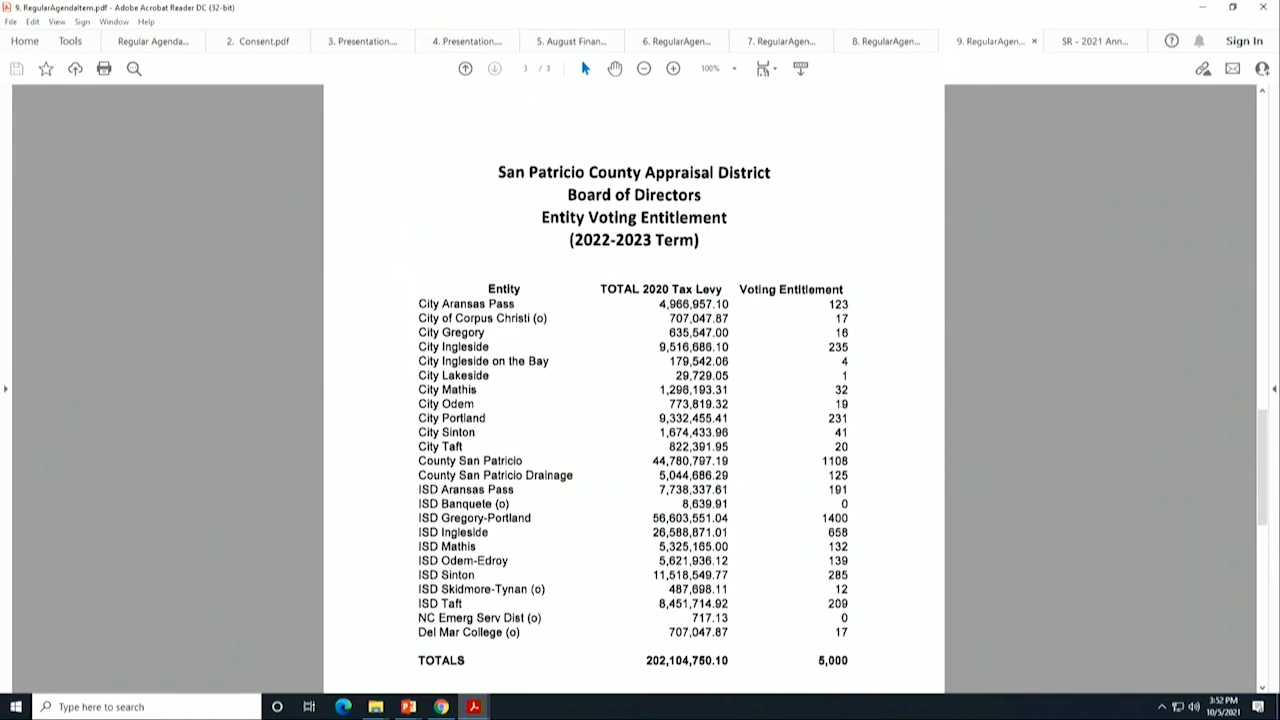 9. RegularAgendaItem.pdf - Adobe Acrobat Reader DC (32-bit)
File Edit View Sign Window Help
Home Tools Regular Agenda... 2. Consent.pdf 3. Presentation.... 4. Presentation.... 5. August Finan... 6. RegularAgen... 7. RegularAgen... 8. RegularAgen... 9. RegularAgen... × SR - 2021 Ann... Sign In
3 / 3 100%
San Patricio County Appraisal District
Board of Directors
Entity Voting Entitlement
(2022-2023 Term)
Entity TOTAL 2020 Tax Levy Voting Entitlement
City Aransas Pass 4,966,957.10 123
City of Corpus Christi (o) 707,047.87 17
City Gregory 635,547.00 16
City Ingleside 9,516,686.10 235
City Ingleside on the Bay 179,542.06 4
City Lakeside 29,729.05 1
City Mathis 1,296,193.31 32
City Odem 773,819.32 19
City Portland 9,332,455.41 231
City Sinton 1,674,433.96 41
City Taft 822,391.95 20
County San Patricio 44,780,797.19 1108
County San Patricio Drainage 5,044,686.29 125
ISD Aransas Pass 7,738,337.61 191
ISD Banquete (o) 8,639.91 0
ISD Gregory-Portland 56,603,551.04 1400
ISD Ingleside 26,588,871.01 658
ISD Mathis 5,325,165.00 132
ISD Odem-Edroy 5,621,936.12 139
ISD Sinton 11,518,549.77 285
ISD Skidmore-Tynan (o) 487,698.11 12
ISD Taft 8,451,714.92 209
NC Emerg Serv Dist (o) 717.13 0
Del Mar College (o) 707,047.87 17
TOTALS 202,104,750.10 5,000
Type here to search
3:52 PM
10/5/2021